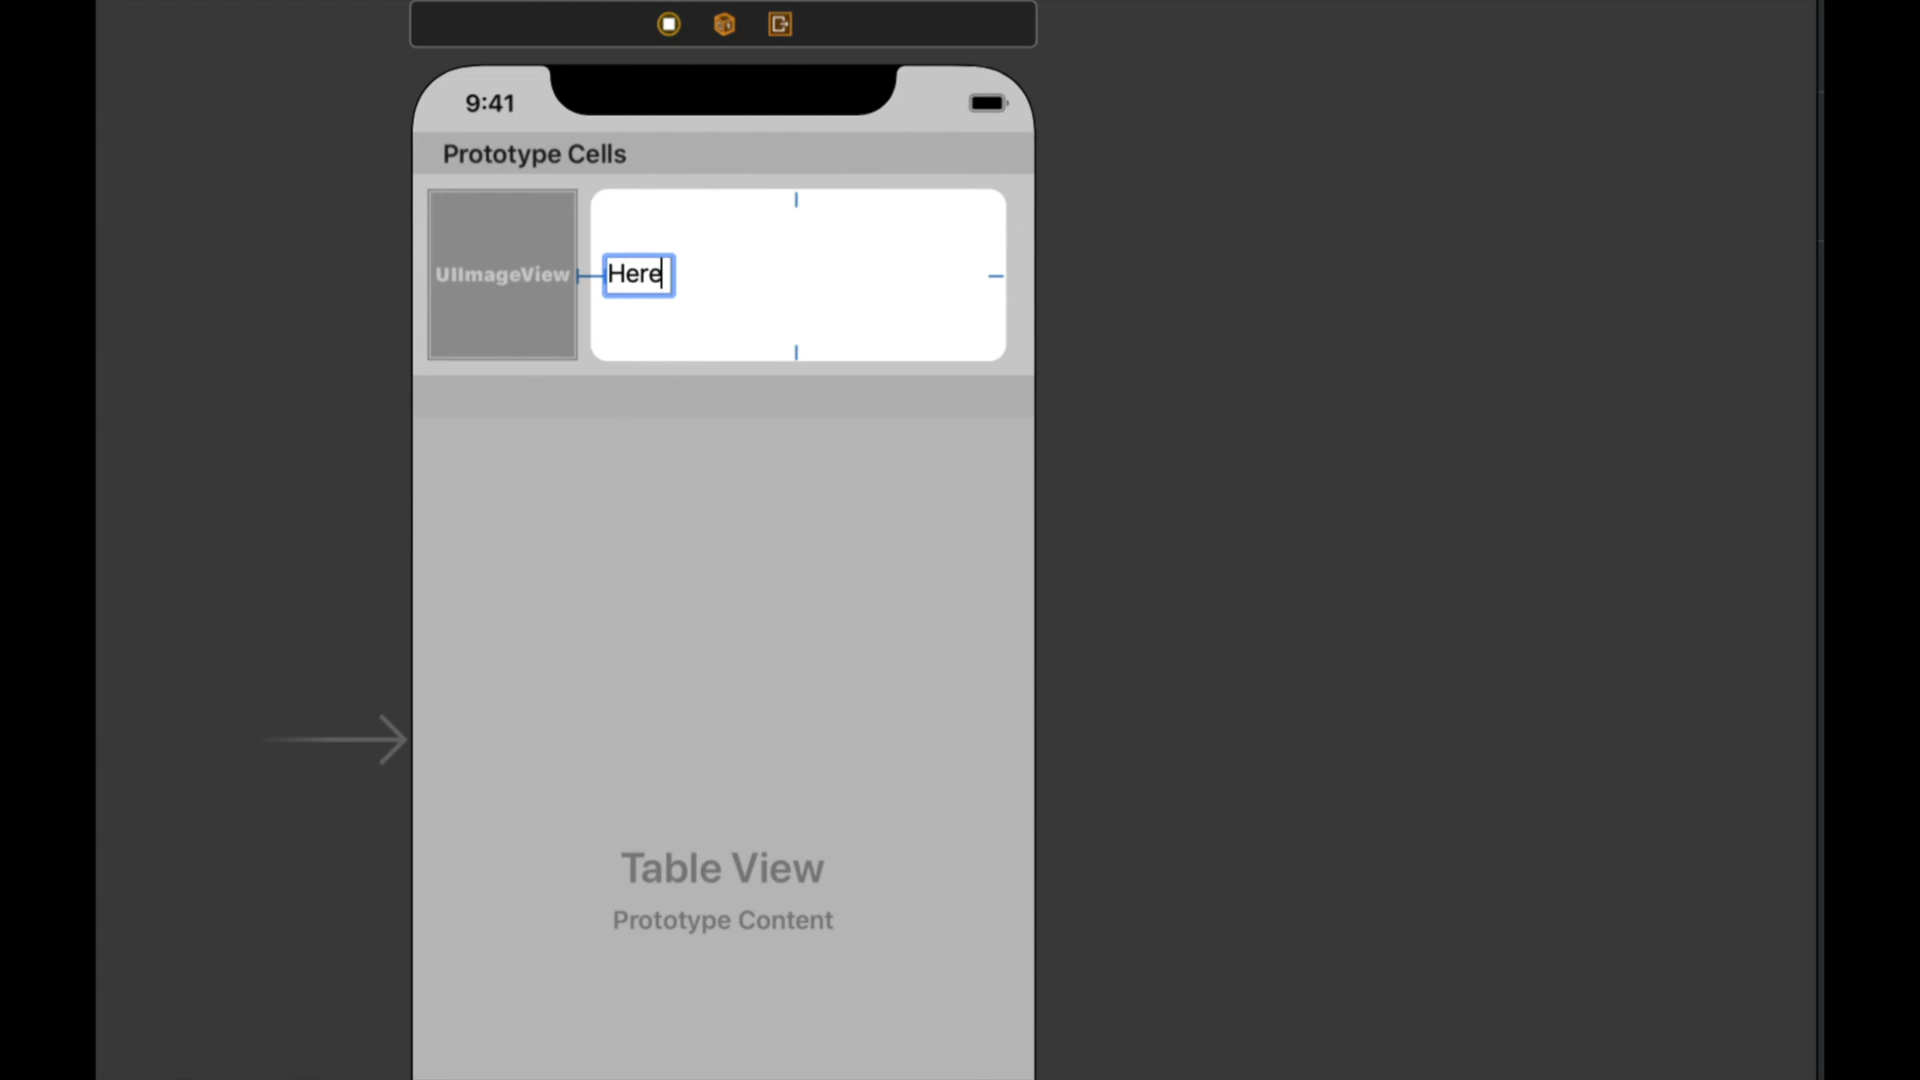 9:41
Prototype Cells
UIImageView
Here
Table View
Prototype Content